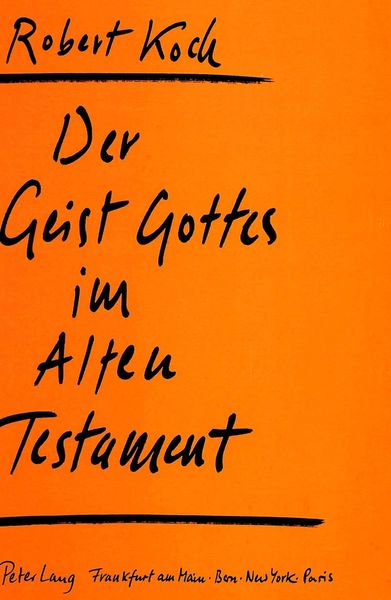 Robert Koch
Der
Geist Gottes
im
Alten
Testament
Peter Lang Frankfurt am Main · Bern · New York · Paris